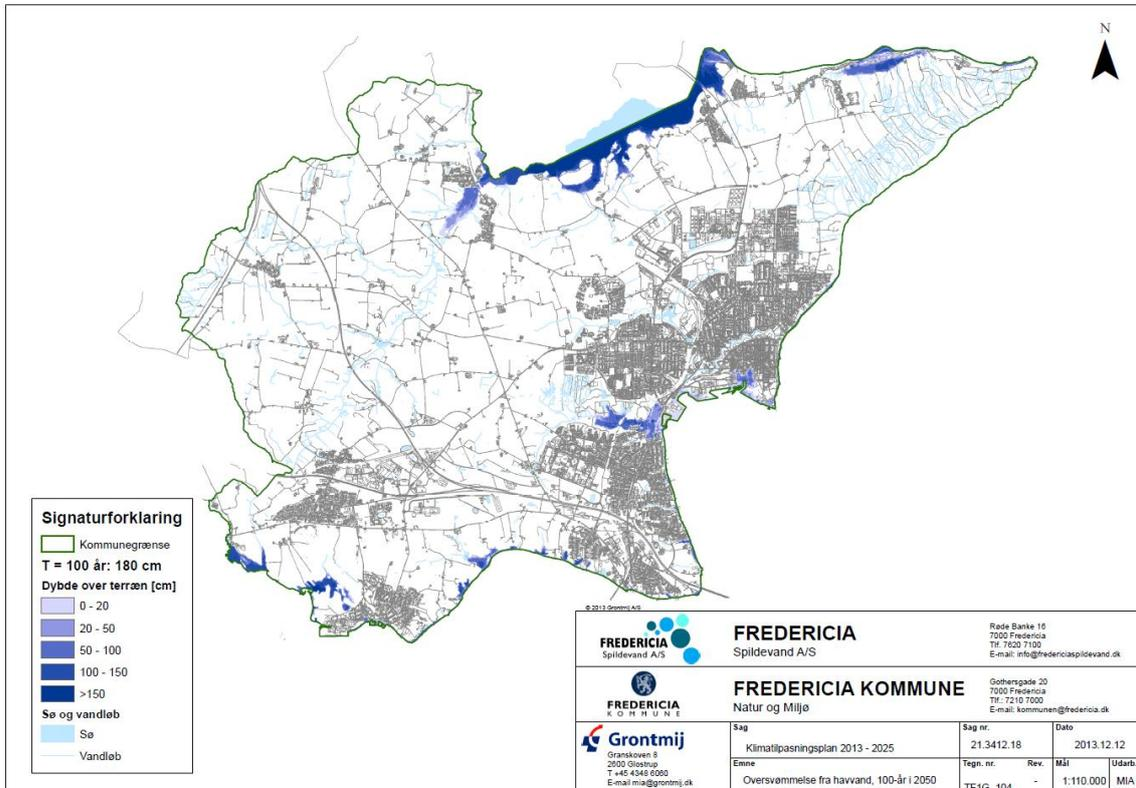 N
Signaturforklaring
Kommunegrænse
T = 100 år: 180 cm
Dybde over terræn [cm]
0 - 20
20 - 50
50 - 100
100 - 150
>150
Sø og vandløb
Sø
Vandløb
© 2013 Grontmij A/S
FREDERICIA
Spildevand A/S
FREDERICIA
Spildevand A/S
Røde Banke 16
7000 Fredericia
Tlf. 7620 7100
E-mail: info@fredericiaspildevand.dk
FREDERICIA
KOMMUNE
FREDERICIA KOMMUNE
Natur og Miljø
Gothersgade 20
7000 Fredericia
Tlf.: 7210 7000
E-mail: kommunen@fredericia.dk
Grontmij
Granskoven 8
2600 Glostrup
T +45 4348 6060
E-mail mia@grontmij.dk
Sag
Klimatilpasningsplan 2013 - 2025
Sag nr.
21.3412.18
Dato
2013.12.12
Emne
Oversvømmelse fra havvand, 100-år i 2050
Tegn. nr.
Rev.
-
Mål
1:110.000
Udarb.
MIA